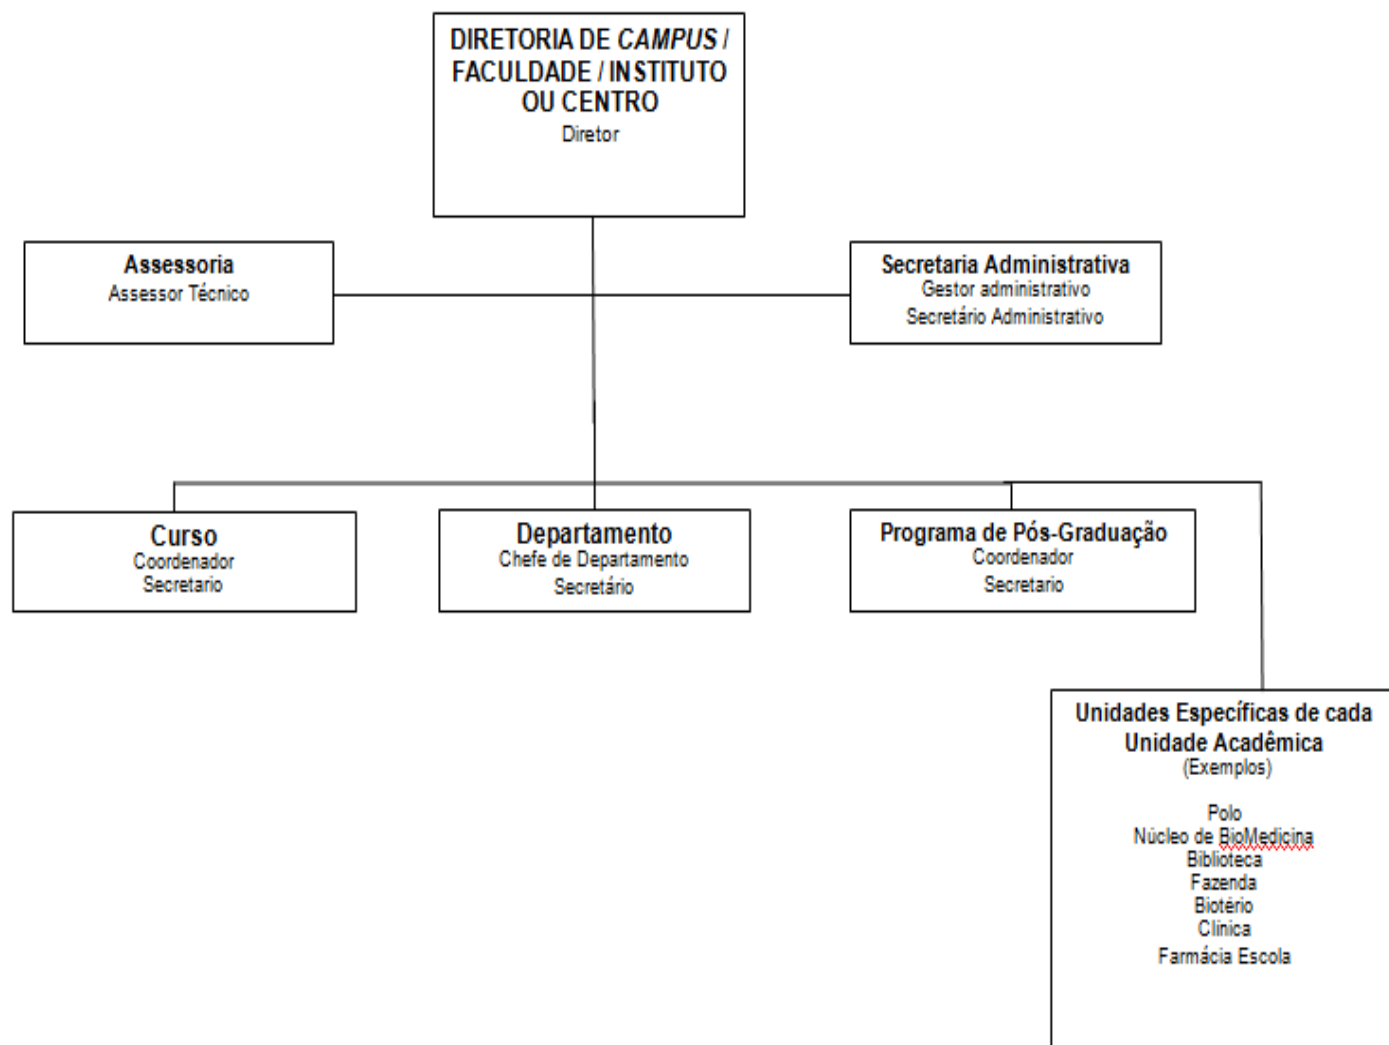 DIRETORIA DE CAMPUS /
FACULDADE / INSTITUTO
OU CENTRO
Diretor
Assessoria
Assessor Técnico
Secretaria Administrativa
Gestor administrativo
Secretário Administrativo
Curso
Coordenador
Secretario
Departamento
Chefe de Departamento
Secretário
Programa de Pós-Graduação
Coordenador
Secretario
Unidades Específicas de cada
Unidade Acadêmica
(Exemplos)
Polo
Núcleo de BioMedicina
Biblioteca
Fazenda
Biotério
Clínica
Farmácia Escola